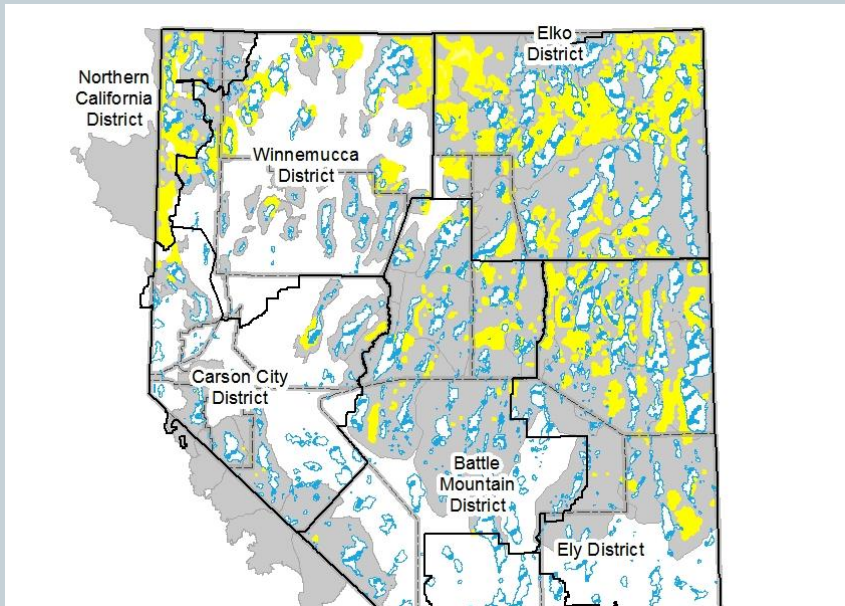 Elko
District
Northern
California
District
Winnemucca
District
Carson City
District
Battle
Mountain
District
Ely District